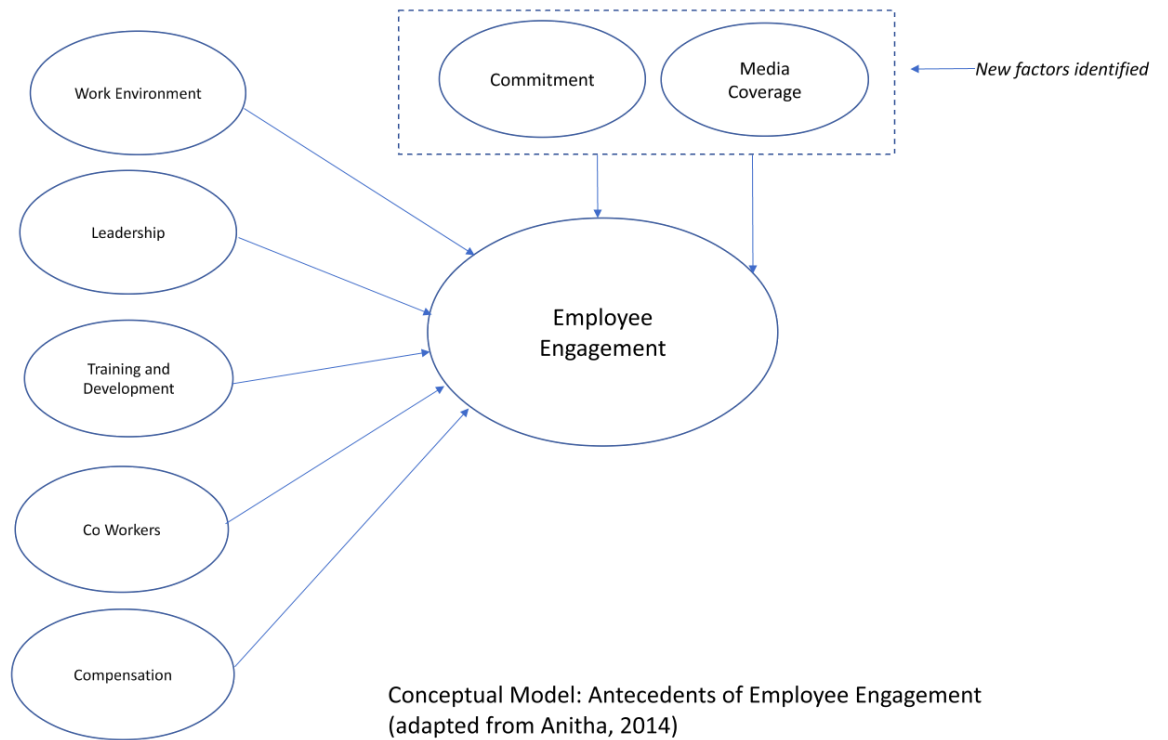 Work Environment
Leadership
Training and
Development
Co Workers
Compensation
Commitment
Media
Coverage
New factors identified
Employee
Engagement
Conceptual Model: Antecedents of Employee Engagement
(adapted from Anitha, 2014)